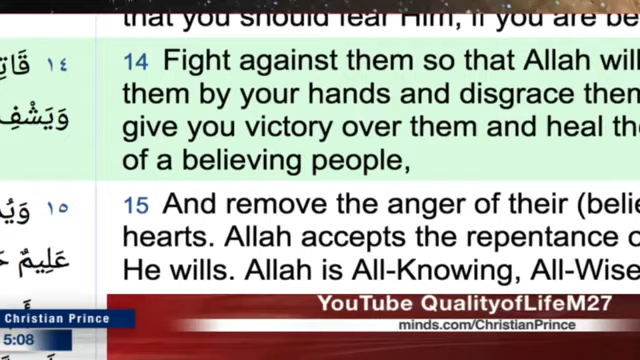 that you should fear Him, if you are be
١٤ قَاتِ
14 Fight against them so that Allah will
them by your hands and disgrace them
وَيَشْفِ
give you victory over them and heal the
of a believing people,
١٥ وَيُذ
15 And remove the anger of their (belie
hearts. Allah accepts the repentance o
عَلِيمٌ حَ
He wills. Allah is All-Knowing, All-Wise
YouTube QualityofLifeM27
Christian Prince
minds.com/ChristianPrince
5:08